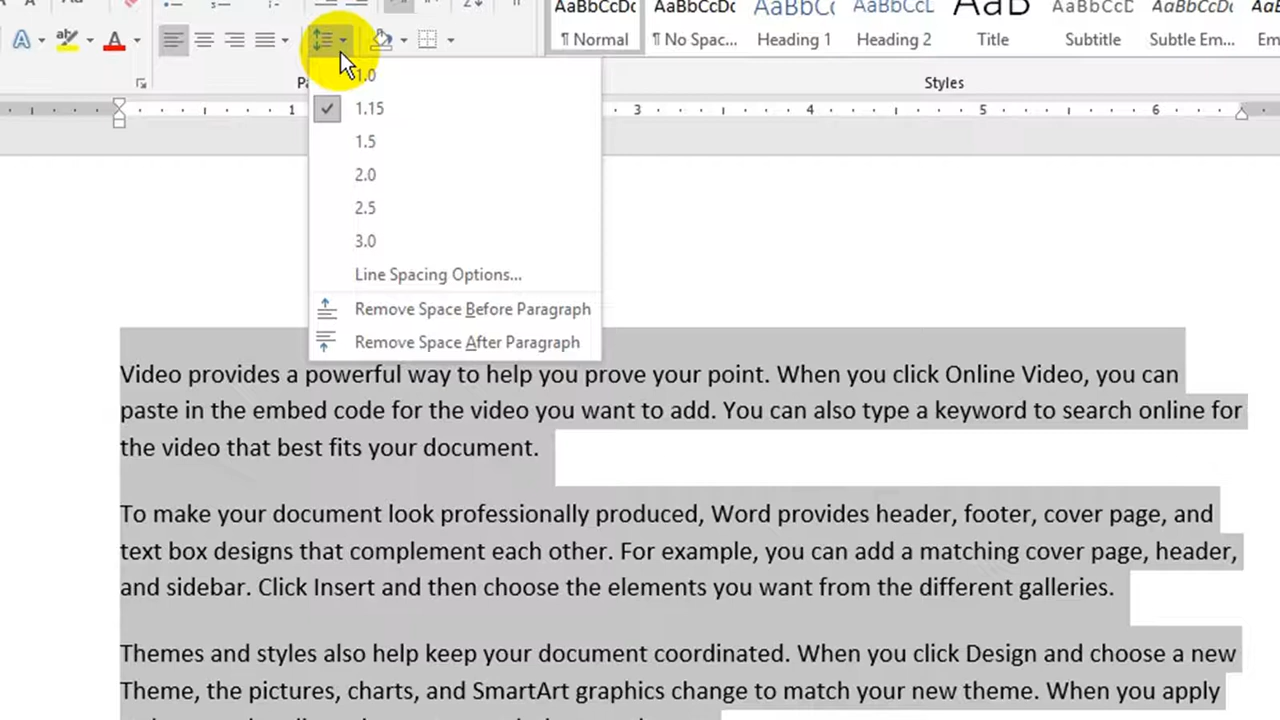 AaBbCcDc AaBbCcDc AaBbC( AaBbCcL AaB AaBbCcD AaBbCcD
¶ Normal ¶ No Spac... Heading 1 Heading 2 Title Subtitle Subtle Em...
Styles
1 3 4 5 6
1.0
1.15
1.5
2.0
2.5
3.0
Line Spacing Options...
Remove Space Before Paragraph
Remove Space After Paragraph
Video provides a powerful way to help you prove your point. When you click Online Video, you can
paste in the embed code for the video you want to add. You can also type a keyword to search online for
the video that best fits your document.
To make your document look professionally produced, Word provides header, footer, cover page, and
text box designs that complement each other. For example, you can add a matching cover page, header,
and sidebar. Click Insert and then choose the elements you want from the different galleries.
Themes and styles also help keep your document coordinated. When you click Design and choose a new
Theme, the pictures, charts, and SmartArt graphics change to match your new theme. When you apply